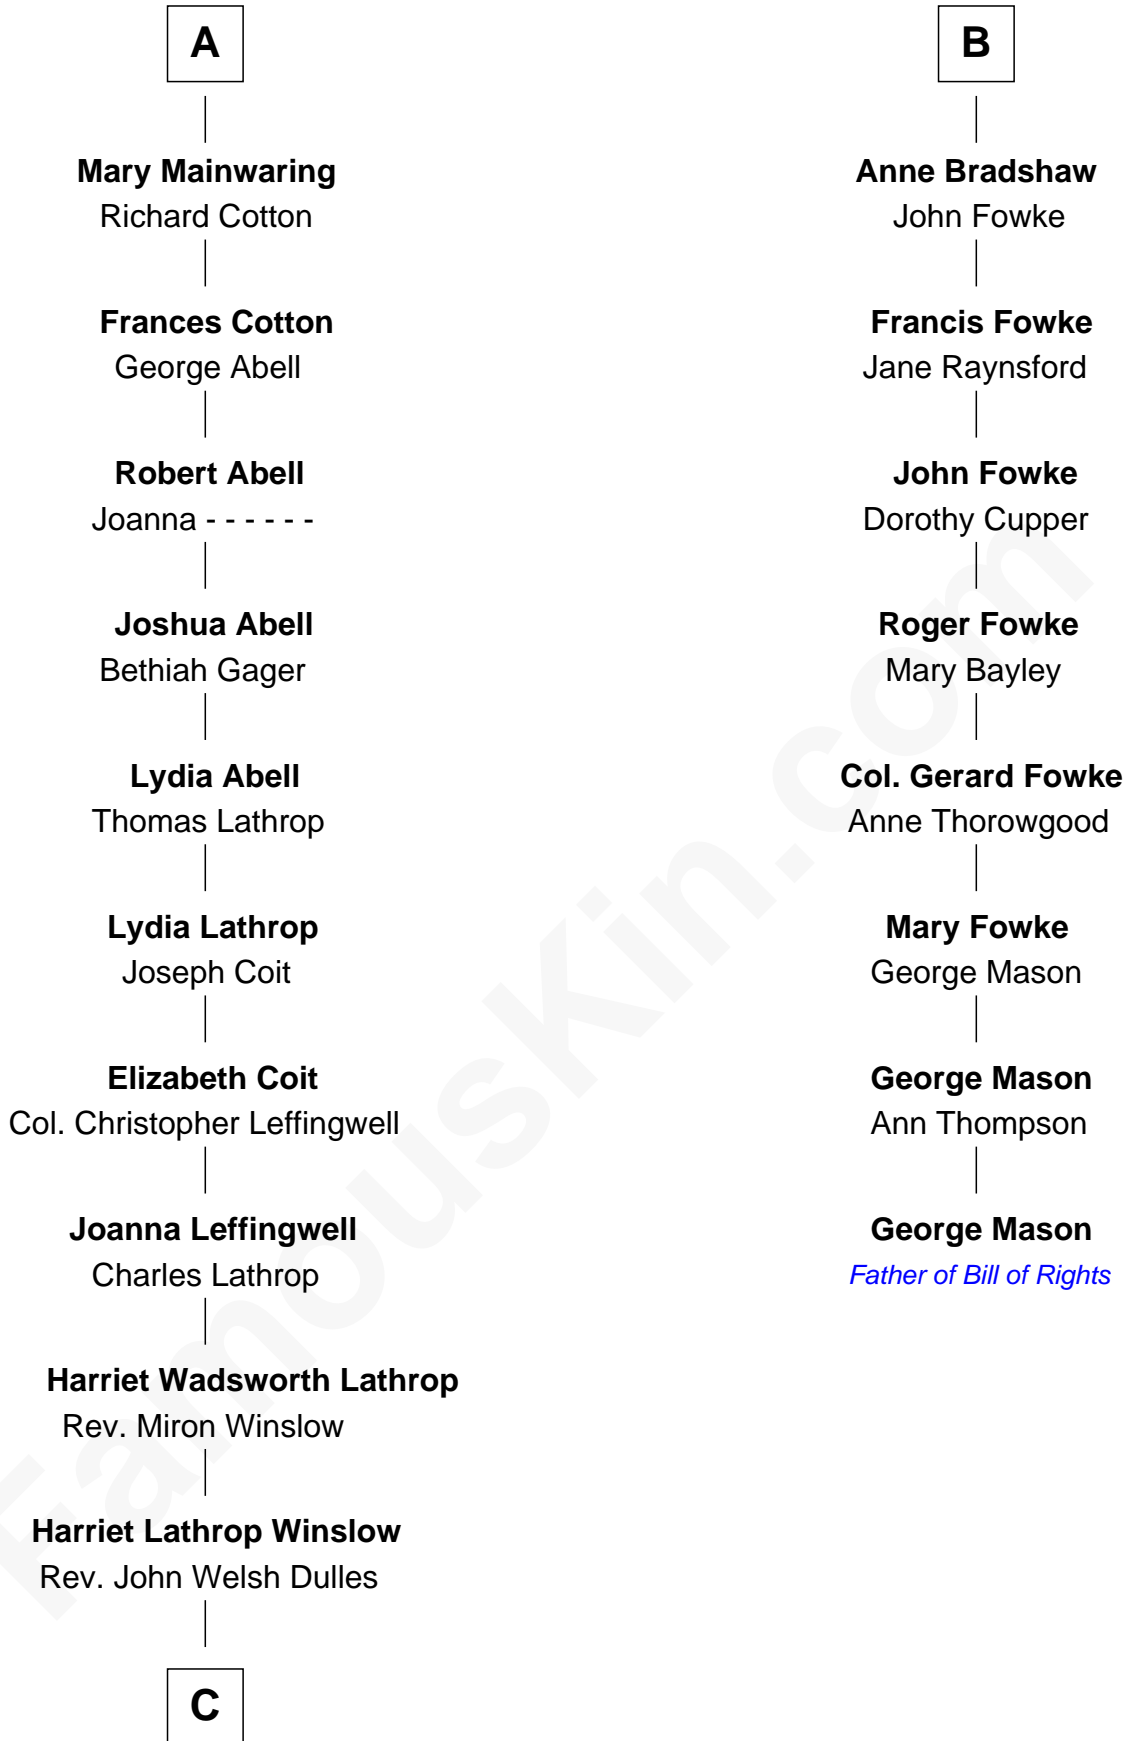 A
Mary Mainwaring
Richard Cotton
Frances Cotton
George Abell
Robert Abell
Joanna - - - - - -
Joshua Abell
Bethiah Gager
Lydia Abell
Thomas Lathrop
Lydia Lathrop
Joseph Coit
Elizabeth Coit
Col. Christopher Leffingwell
Joanna Leffingwell
Charles Lathrop
Harriet Wadsworth Lathrop
Rev. Miron Winslow
Harriet Lathrop Winslow
Rev. John Welsh Dulles
C
B
Anne Bradshaw
John Fowke
Francis Fowke
Jane Raynsford
John Fowke
Dorothy Cupper
Roger Fowke
Mary Bayley
Col. Gerard Fowke
Anne Thorowgood
Mary Fowke
George Mason
George Mason
Ann Thompson
George Mason
Father of Bill of Rights
FamousKin.com